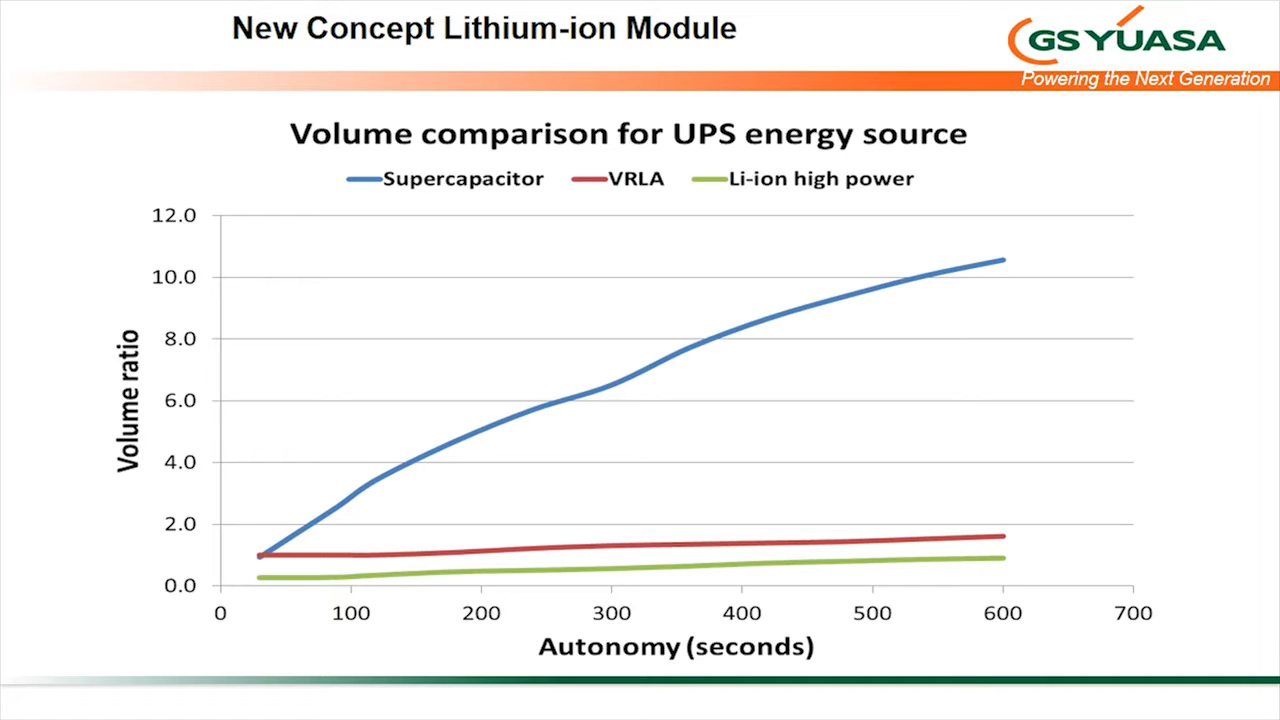 New Concept Lithium-ion Module
GS YUASA
Powering the Next Generation
Volume comparison for UPS energy source
Supercapacitor VRLA Li-ion high power
12.0
10.0
8.0
6.0
4.0
2.0
0.0
Volume ratio
0 100 200 300 400 500 600 700
Autonomy (seconds)